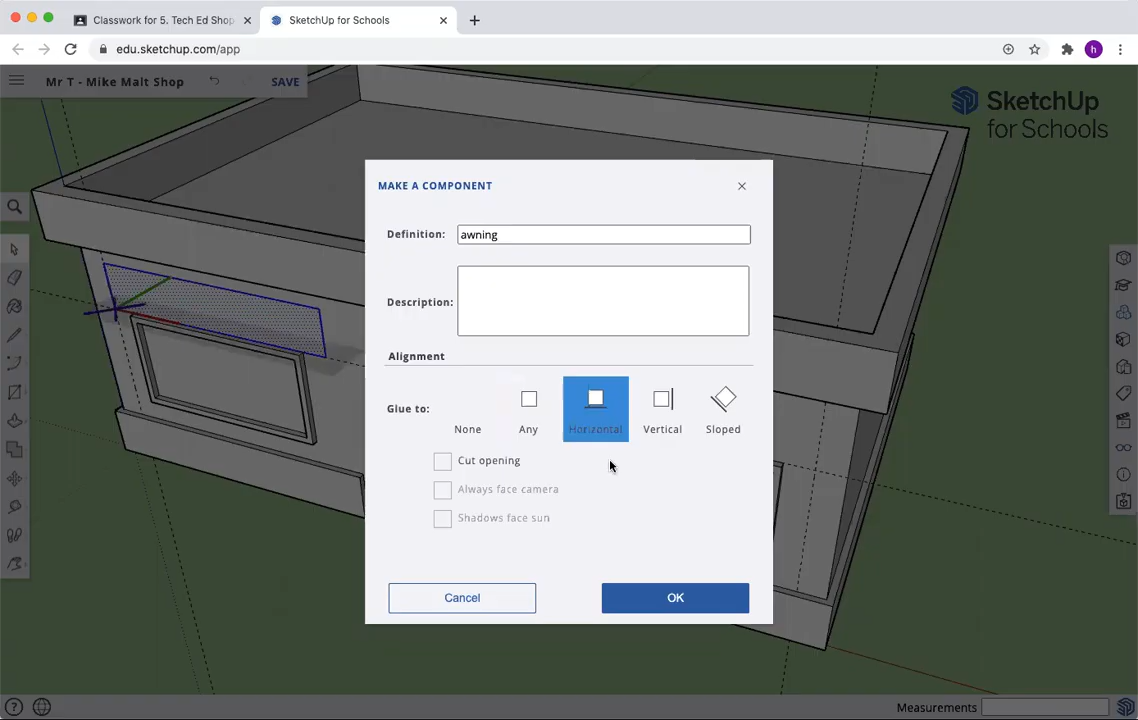 Classwork for 5. Tech Ed Shop
SketchUp for Schools
edu.sketchup.com/app
h
Mr T - Mike Malt Shop
SAVE
SketchUp
for Schools
MAKE A COMPONENT
Definition:
awning
Description:
Alignment
Glue to:
None
Any
Horizontal
Vertical
Sloped
Cut opening
Always face camera
Shadows face sun
Cancel
OK
Measurements